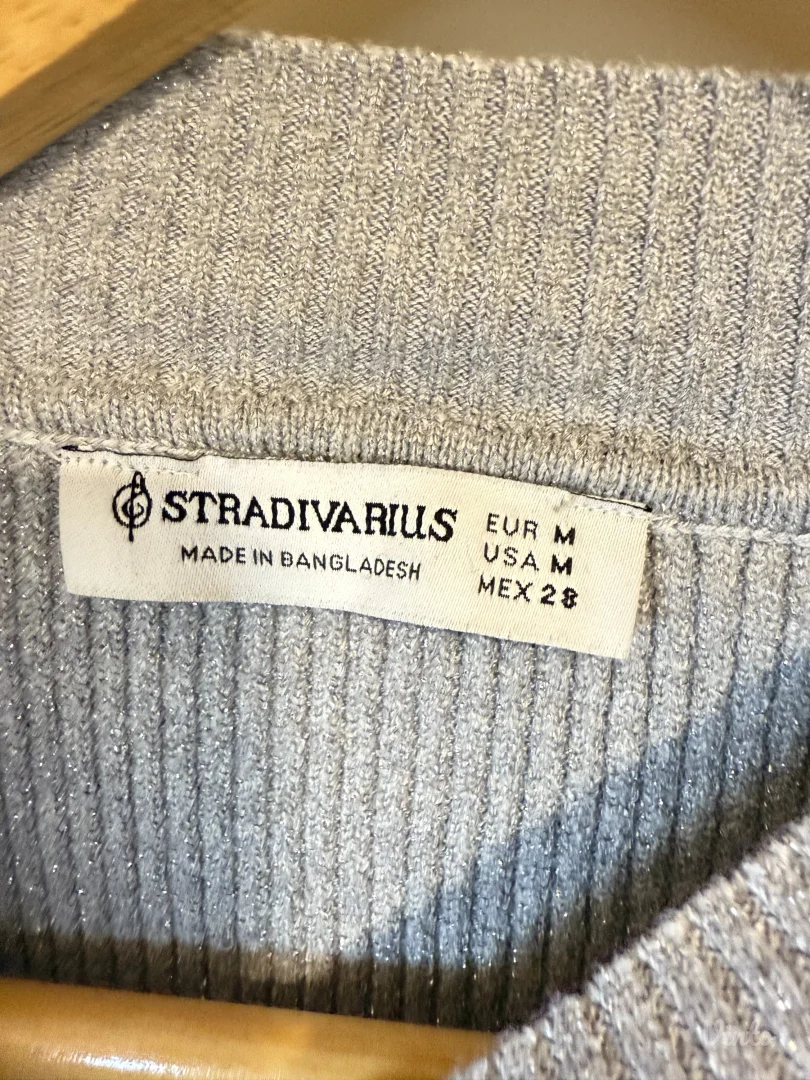 STRADIVARIUS
MADE IN BANGLADESH
EUR M
USA M
MEX 28